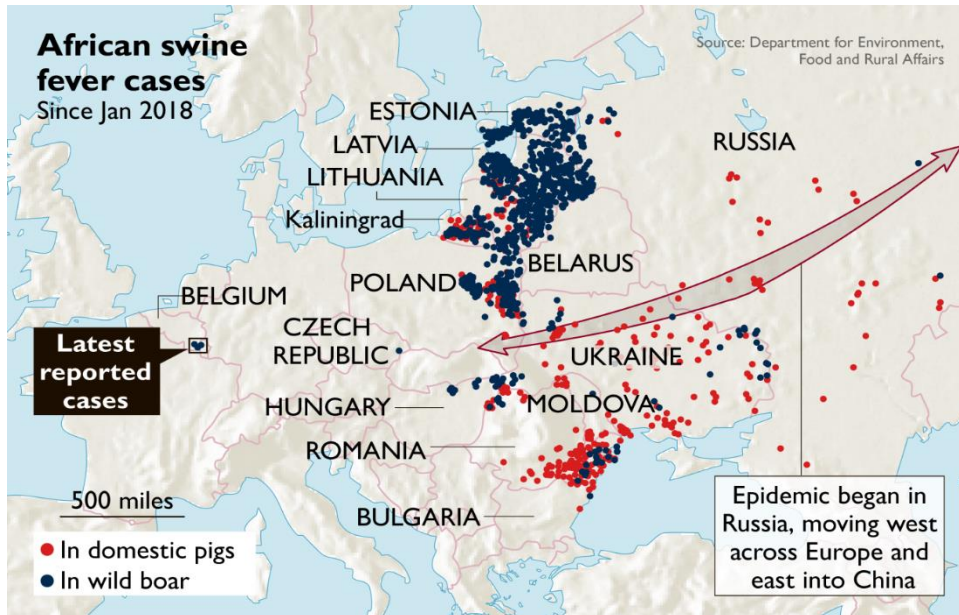 African swine
fever cases
Since Jan 2018
Source: Department for Environment,
Food and Rural Affairs
ESTONIA
LATVIA
RUSSIA
LITHUANIA
Kaliningrad
BELARUS
POLAND
BELGIUM
CZECH
REPUBLIC
Latest
reported
cases
UKRAINE
HUNGARY
MOLDOVA
ROMANIA
500 miles
BULGARIA
In domestic pigs
In wild boar
Epidemic began in
Russia, moving west
across Europe and
east into China